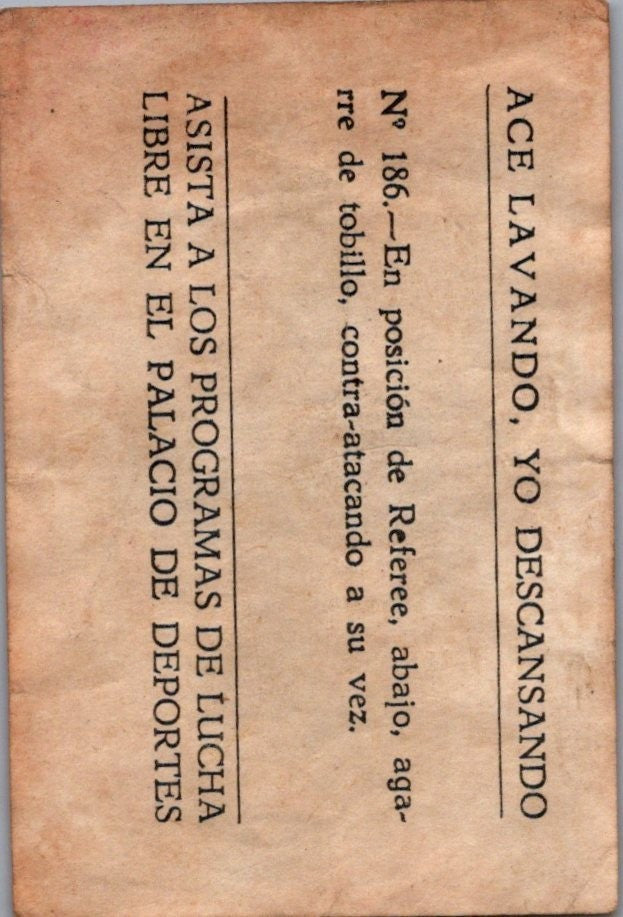 ACE LAVANDO, YO DESCANSANDO
Nº 186.—En posición de Referee, abajo, aga-
rre de tobillo, contra-atacando a su vez.
ASISTA A LOS PROGRAMAS DE LUCHA
LIBRE EN EL PALACIO DE DEPORTES